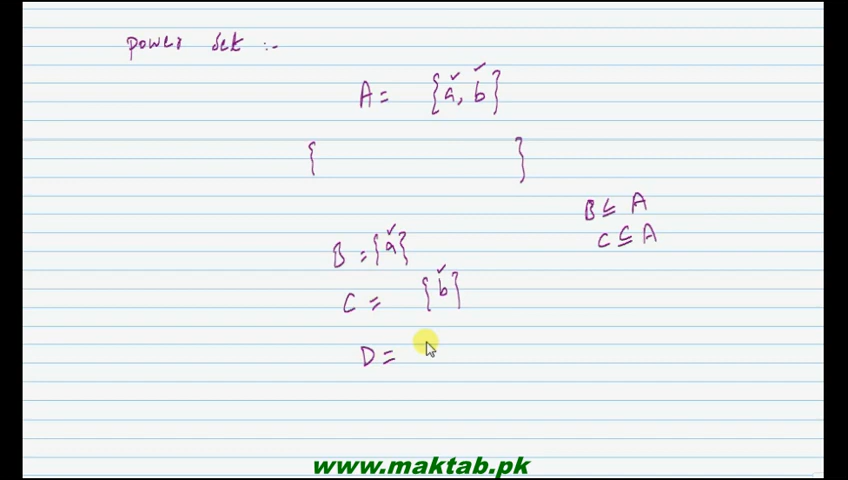 power set :-
A = {a, b}
{ }
B ⊆ A
C ⊆ A
B = {a}
C = {b}
D =
www.maktab.pk